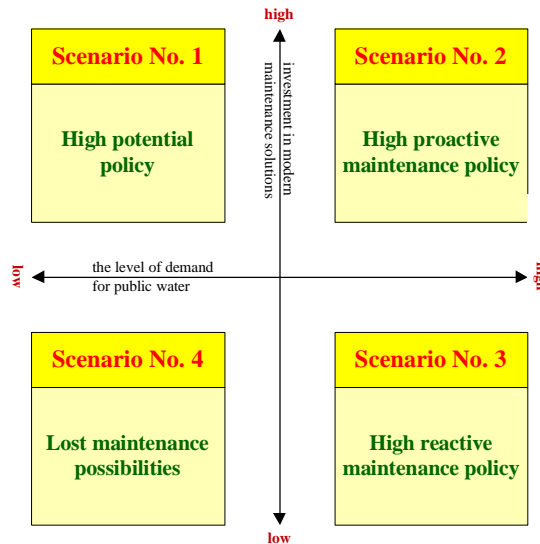 high
Scenario No. 1
High potential
policy
investment in modern
maintenance solutions
Scenario No. 2
High proactive
maintenance policy
low
the level of demand
for public water
high
Scenario No. 4
Lost maintenance
possibilities
Scenario No. 3
High reactive
maintenance policy
low